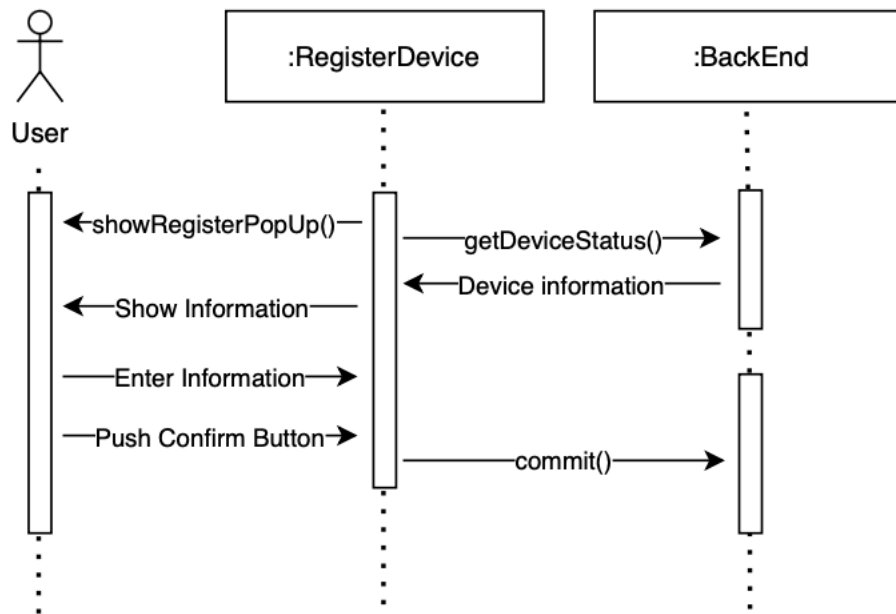 :RegisterDevice
:BackEnd
User
showRegisterPopUp()
getDeviceStatus()
Device information
Show Information
Enter Information
Push Confirm Button
commit()